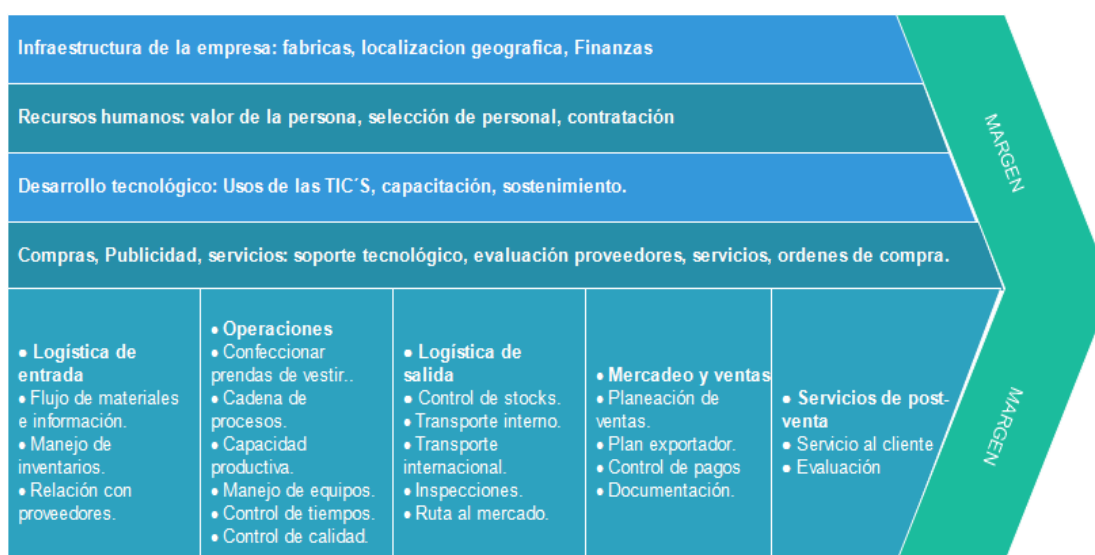 Infraestructura de la empresa: fabricas, localizacion geografica, Finanzas
Recursos humanos: valor de la persona, selección de personal, contratación
Desarrollo tecnológico: Usos de las TIC´S, capacitación, sostenimiento.
Compras, Publicidad, servicios: soporte tecnológico, evaluación proveedores, servicios, ordenes de compra.
● Logística de
entrada
● Flujo de materiales
e información.
● Manejo de
inventarios.
● Relación con
proveedores.
● Operaciones
● Confeccionar
prendas de vestir..
● Cadena de
procesos.
● Capacidad
productiva.
● Manejo de equipos.
● Control de tiempos.
● Control de calidad.
● Logística de
salida
● Control de stocks.
● Transporte interno.
● Transporte
internacional.
● Inspecciones.
● Ruta al mercado.
● Mercadeo y ventas
● Planeación de
ventas.
● Plan exportador.
● Control de pagos
● Documentación.
● Servicios de post-
venta
● Servicio al cliente
● Evaluación
MARGEN
MARGEN